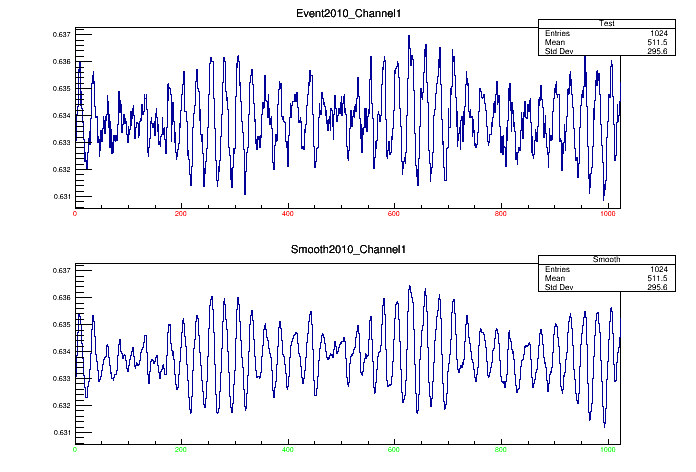 Event2010_Channel1
Test
Entries 1024
Mean 511.5
Std Dev 295.6
0.637
0.636
0.635
0.634
0.633
0.632
0.631
0 200 400 600 800 1000
Smooth2010_Channel1
Smooth
Entries 1024
Mean 511.5
Std Dev 295.6
0.637
0.636
0.635
0.634
0.633
0.632
0.631
0 200 400 600 800 1000